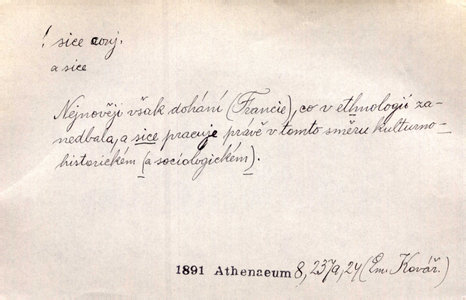 ! sice conj.
a sice
Nejnověji však dohání (Francie), co v ethnologii za-
nedbala, a sice pracuje právě v tomto směru kulturno-
historickém (a sociologickém).
1891 Athenaeum 8, 237a, 24 (Em. Kovář.)